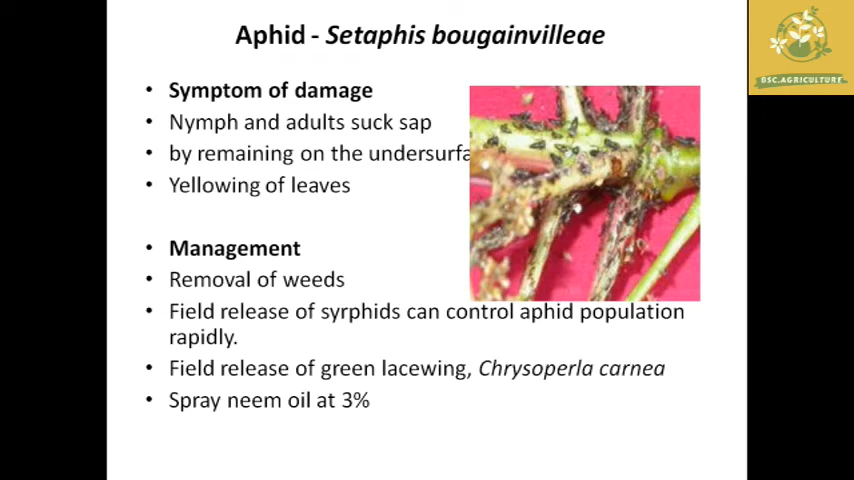 Aphid - Setaphis bougainvilleae
BSC.AGRICULTURE
• Symptom of damage
• Nymph and adults suck sap
• by remaining on the undersurfa
• Yellowing of leaves
• Management
• Removal of weeds
• Field release of syrphids can control aphid population
rapidly.
• Field release of green lacewing, Chrysoperla carnea
• Spray neem oil at 3%